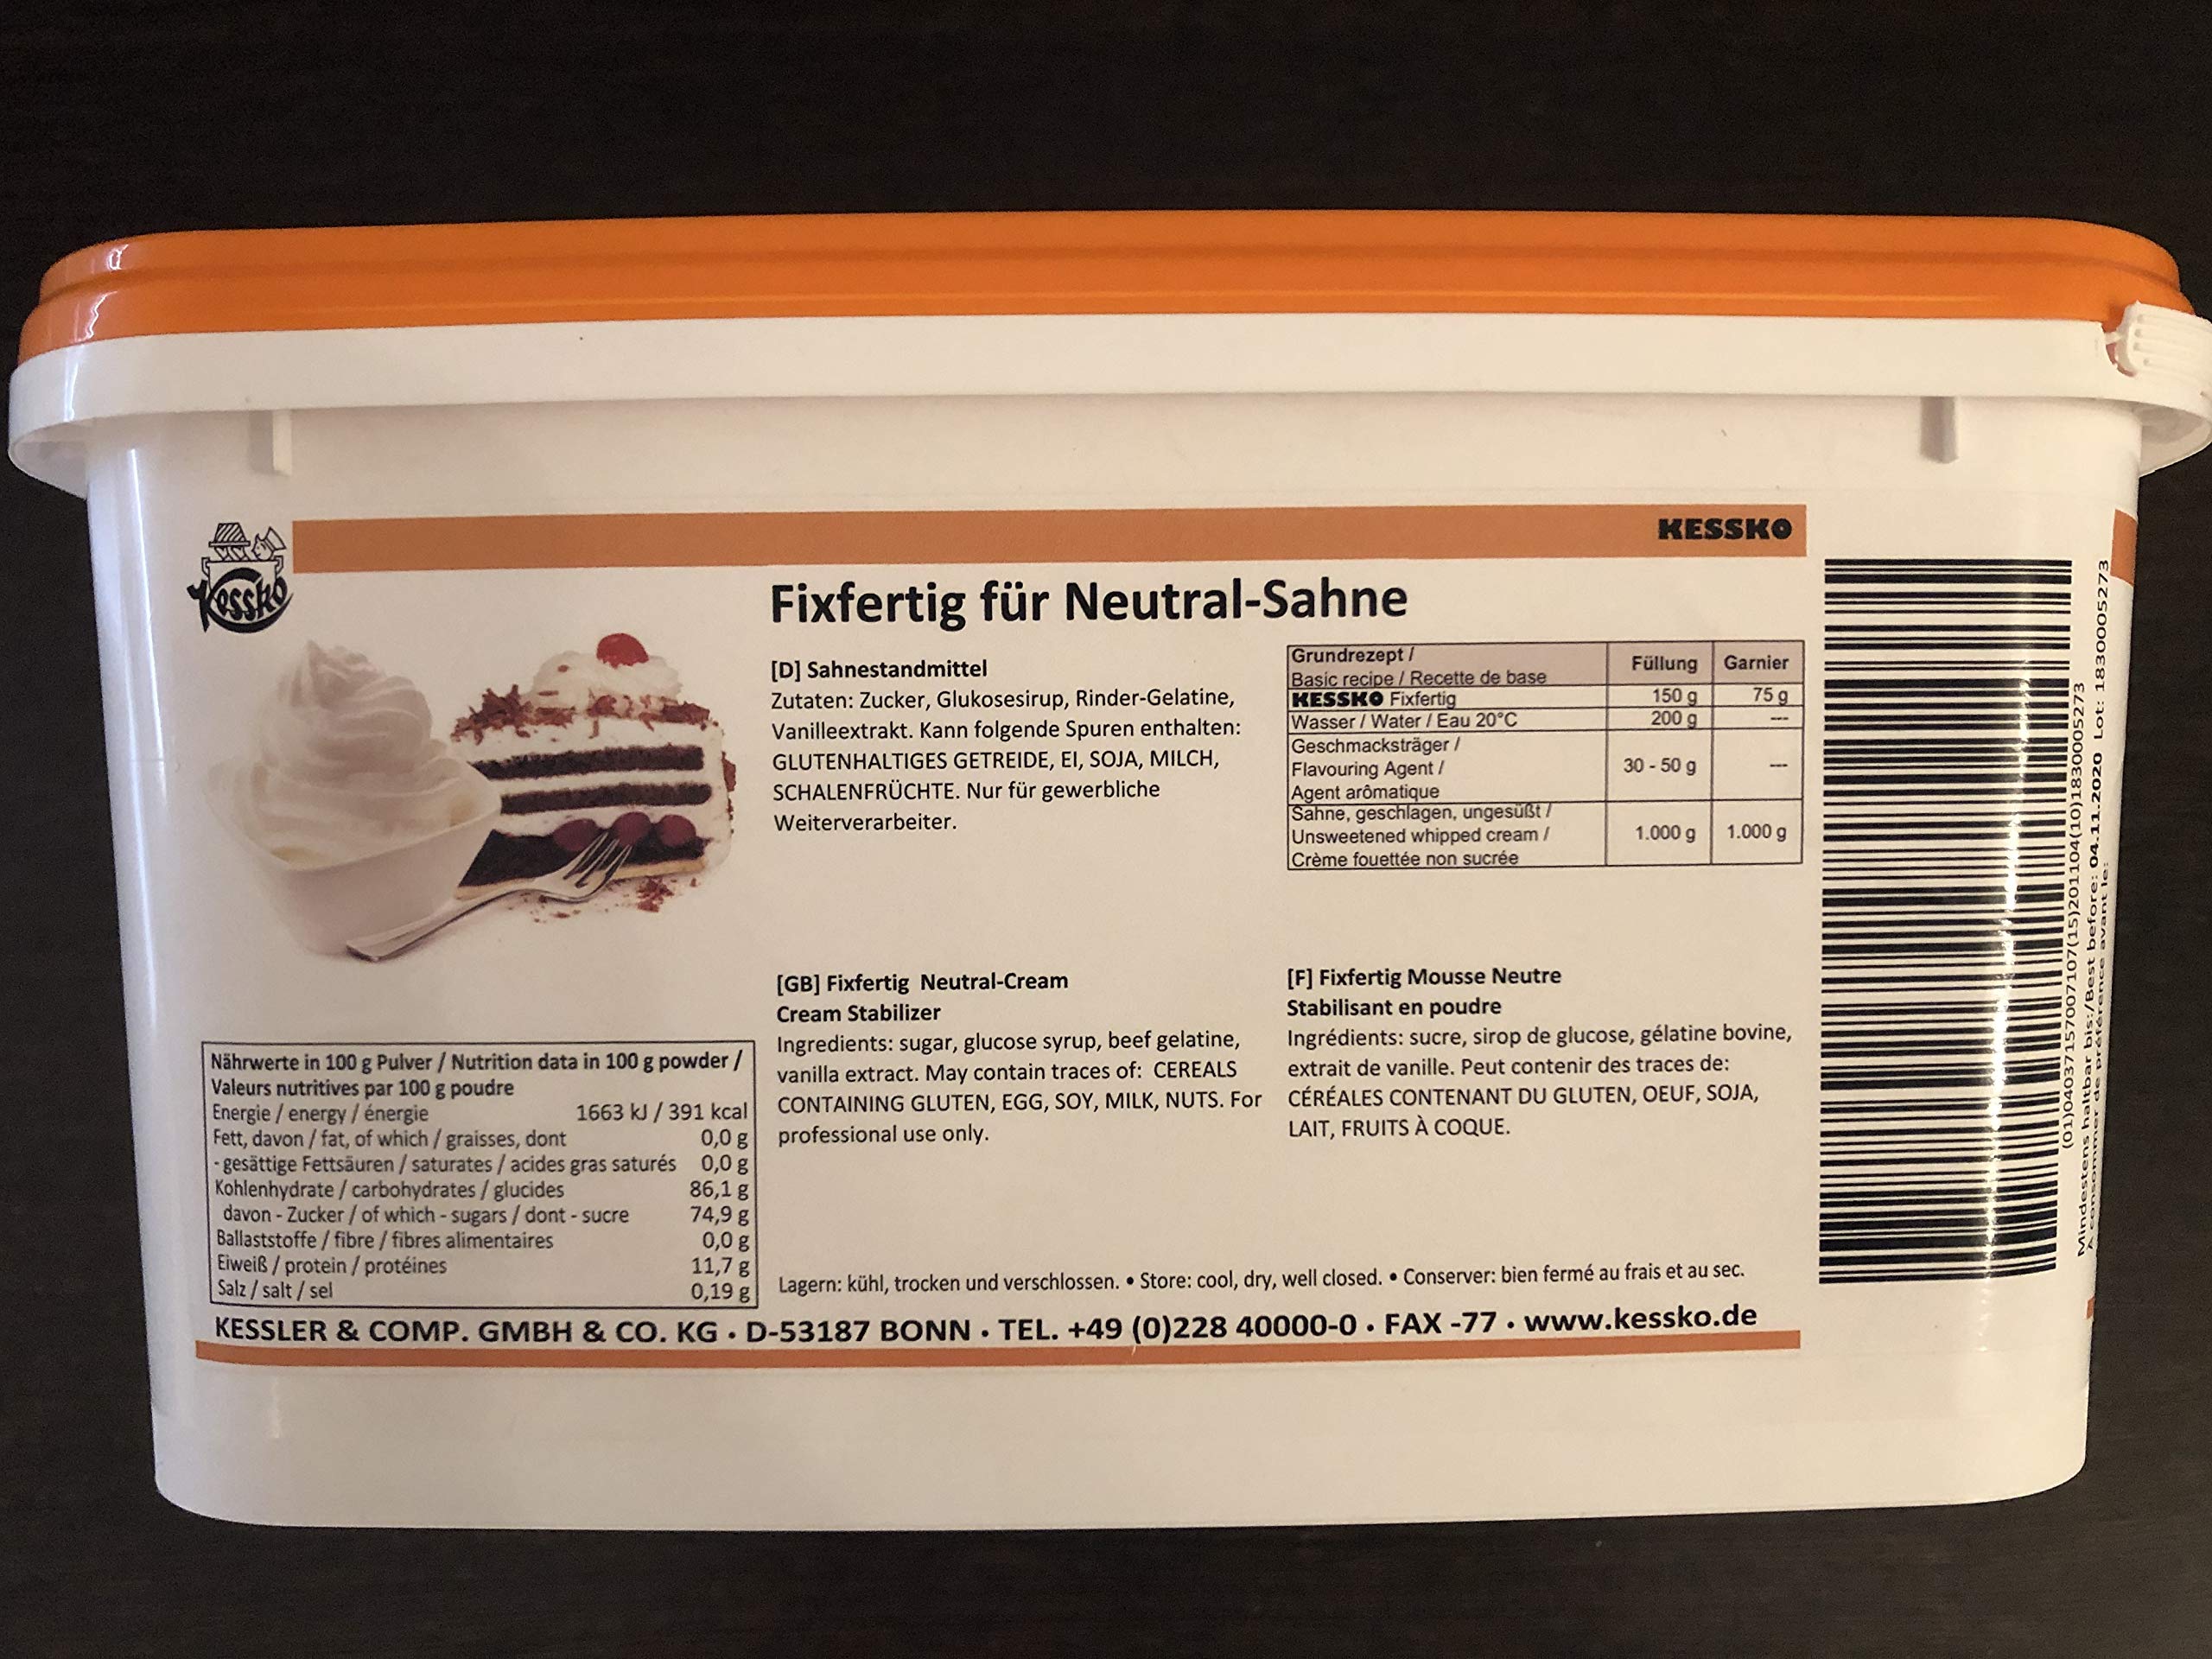 KESSKO
Kessko
Fixfertig für Neutral-Sahne
[D] Sahnestandmittel
Zutaten: Zucker, Glukosesirup, Rinder-Gelatine,
Vanilleextrakt. Kann folgende Spuren enthalten:
GLUTENHALTIGES GETREIDE, EI, SOJA, MILCH,
SCHALENFRÜCHTE. Nur für gewerbliche
Weiterverarbeiter.
Grundrezept /
Basic recipe / Recette de base Füllung Garnier
KESSKO Fixfertig 150 g 75 g
Wasser / Water / Eau 20°C 200 g ---
Geschmacksträger /
Flavouring Agent / 30 - 50 g ---
Agent arômatique
Sahne, geschlagen, ungesüßt /
Unsweetened whipped cream / 1.000 g 1.000 g
Crème fouettée non sucrée
[GB] Fixfertig Neutral-Cream
Cream Stabilizer
Ingredients: sugar, glucose syrup, beef gelatine,
vanilla extract. May contain traces of: CEREALS
CONTAINING GLUTEN, EGG, SOY, MILK, NUTS. For
professional use only.
[F] Fixfertig Mousse Neutre
Stabilisant en poudre
Ingrédients: sucre, sirop de glucose, gélatine bovine,
extrait de vanille. Peut contenir des traces de:
CÉRÉALES CONTENANT DU GLUTEN, OEUF, SOJA,
LAIT, FRUITS À COQUE.
Nährwerte in 100 g Pulver / Nutrition data in 100 g powder /
Valeurs nutritives par 100 g poudre
Energie / energy / énergie 1663 kJ / 391 kcal
Fett, davon / fat, of which / graisses, dont 0,0 g
- gesättige Fettsäuren / saturates / acides gras saturés 0,0 g
Kohlenhydrate / carbohydrates / glucides 86,1 g
davon - Zucker / of which - sugars / dont - sucre 74,9 g
Ballaststoffe / fibre / fibres alimentaires 0,0 g
Eiweiß / protein / protéines 11,7 g
Salz / salt / sel 0,19 g
Lagern: kühl, trocken und verschlossen. • Store: cool, dry, well closed. • Conserver: bien fermé au frais et au sec.
KESSLER & COMP. GMBH & CO. KG • D-53187 BONN • TEL. +49 (0)228 40000-0 • FAX -77 • www.kessko.de
(01)04037157007107(15)201104(10)1830005273
Mindestens haltbar bis:/Best before: 04.11.2020 Lot: 1830005273
A consommer de préférence avant le: